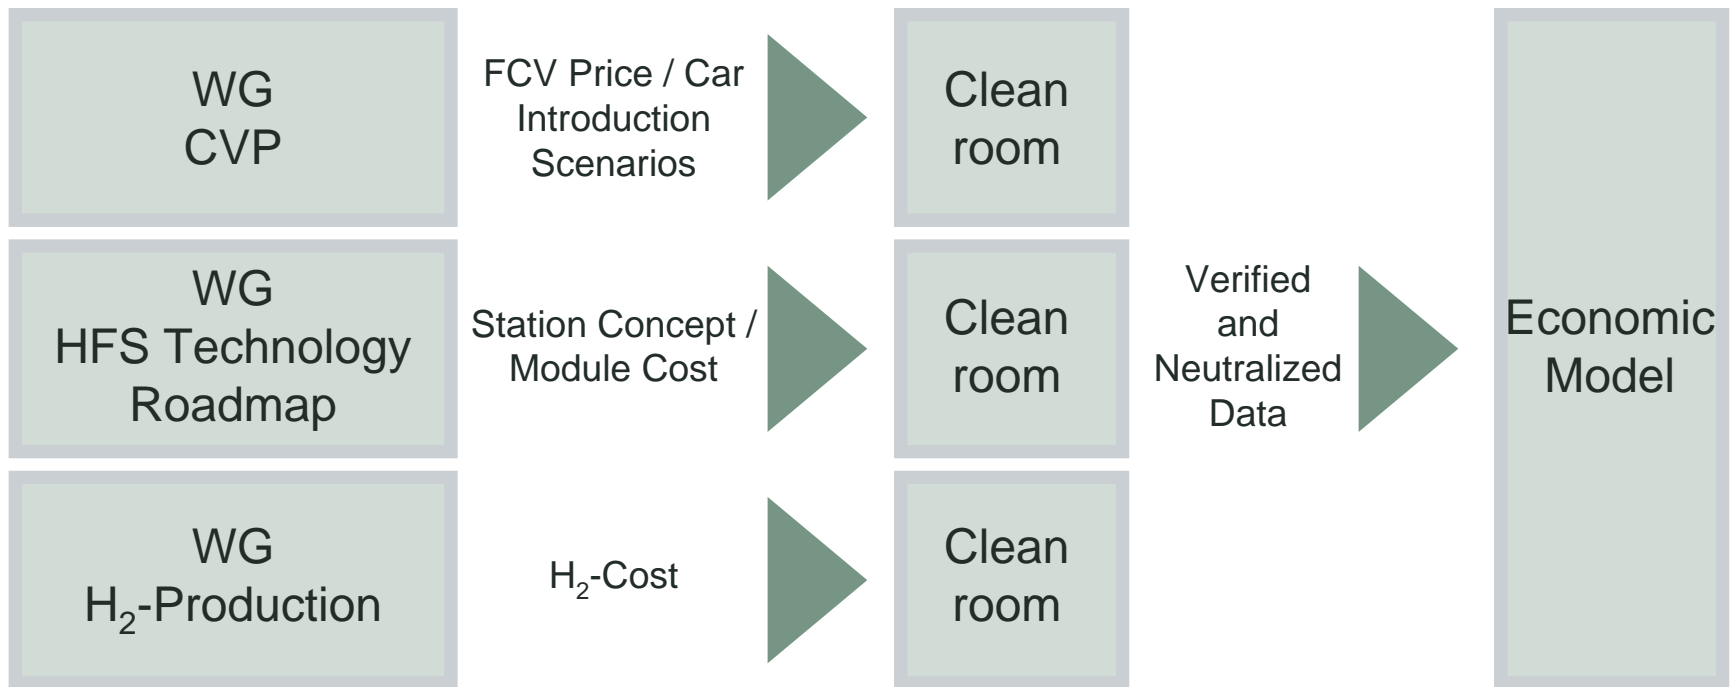 WG
CVP
FCV Price / Car
Introduction
Scenarios
Clean
room
WG
HFS Technology
Roadmap
Station Concept /
Module Cost
Clean
room
Verified
and
Neutralized
Data
Economic
Model
WG
H₂-Production
H₂-Cost
Clean
room